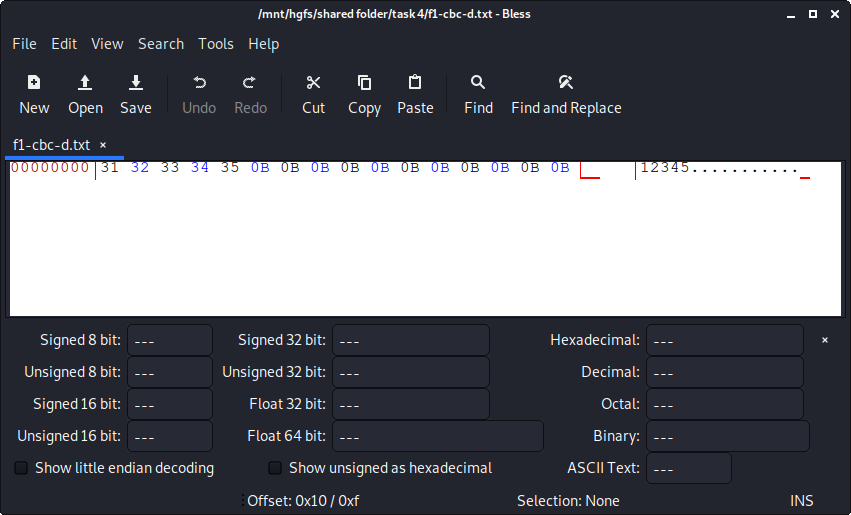 /mnt/hgfs/shared folder/task 4/f1-cbc-d.txt - Bless
File Edit View Search Tools Help
New Open Save Undo Redo Cut Copy Paste Find Find and Replace
f1-cbc-d.txt ×
00000000 31 32 33 34 35 0B 0B 0B 0B 0B 0B 0B 0B 0B 0B 0B 12345...........
Signed 8 bit: --- Signed 32 bit: --- Hexadecimal: --- ×
Unsigned 8 bit: --- Unsigned 32 bit: --- Decimal: ---
Signed 16 bit: --- Float 32 bit: --- Octal: ---
Unsigned 16 bit: --- Float 64 bit: --- Binary: ---
Show little endian decoding Show unsigned as hexadecimal ASCII Text: ---
Offset: 0x10 / 0xf Selection: None INS